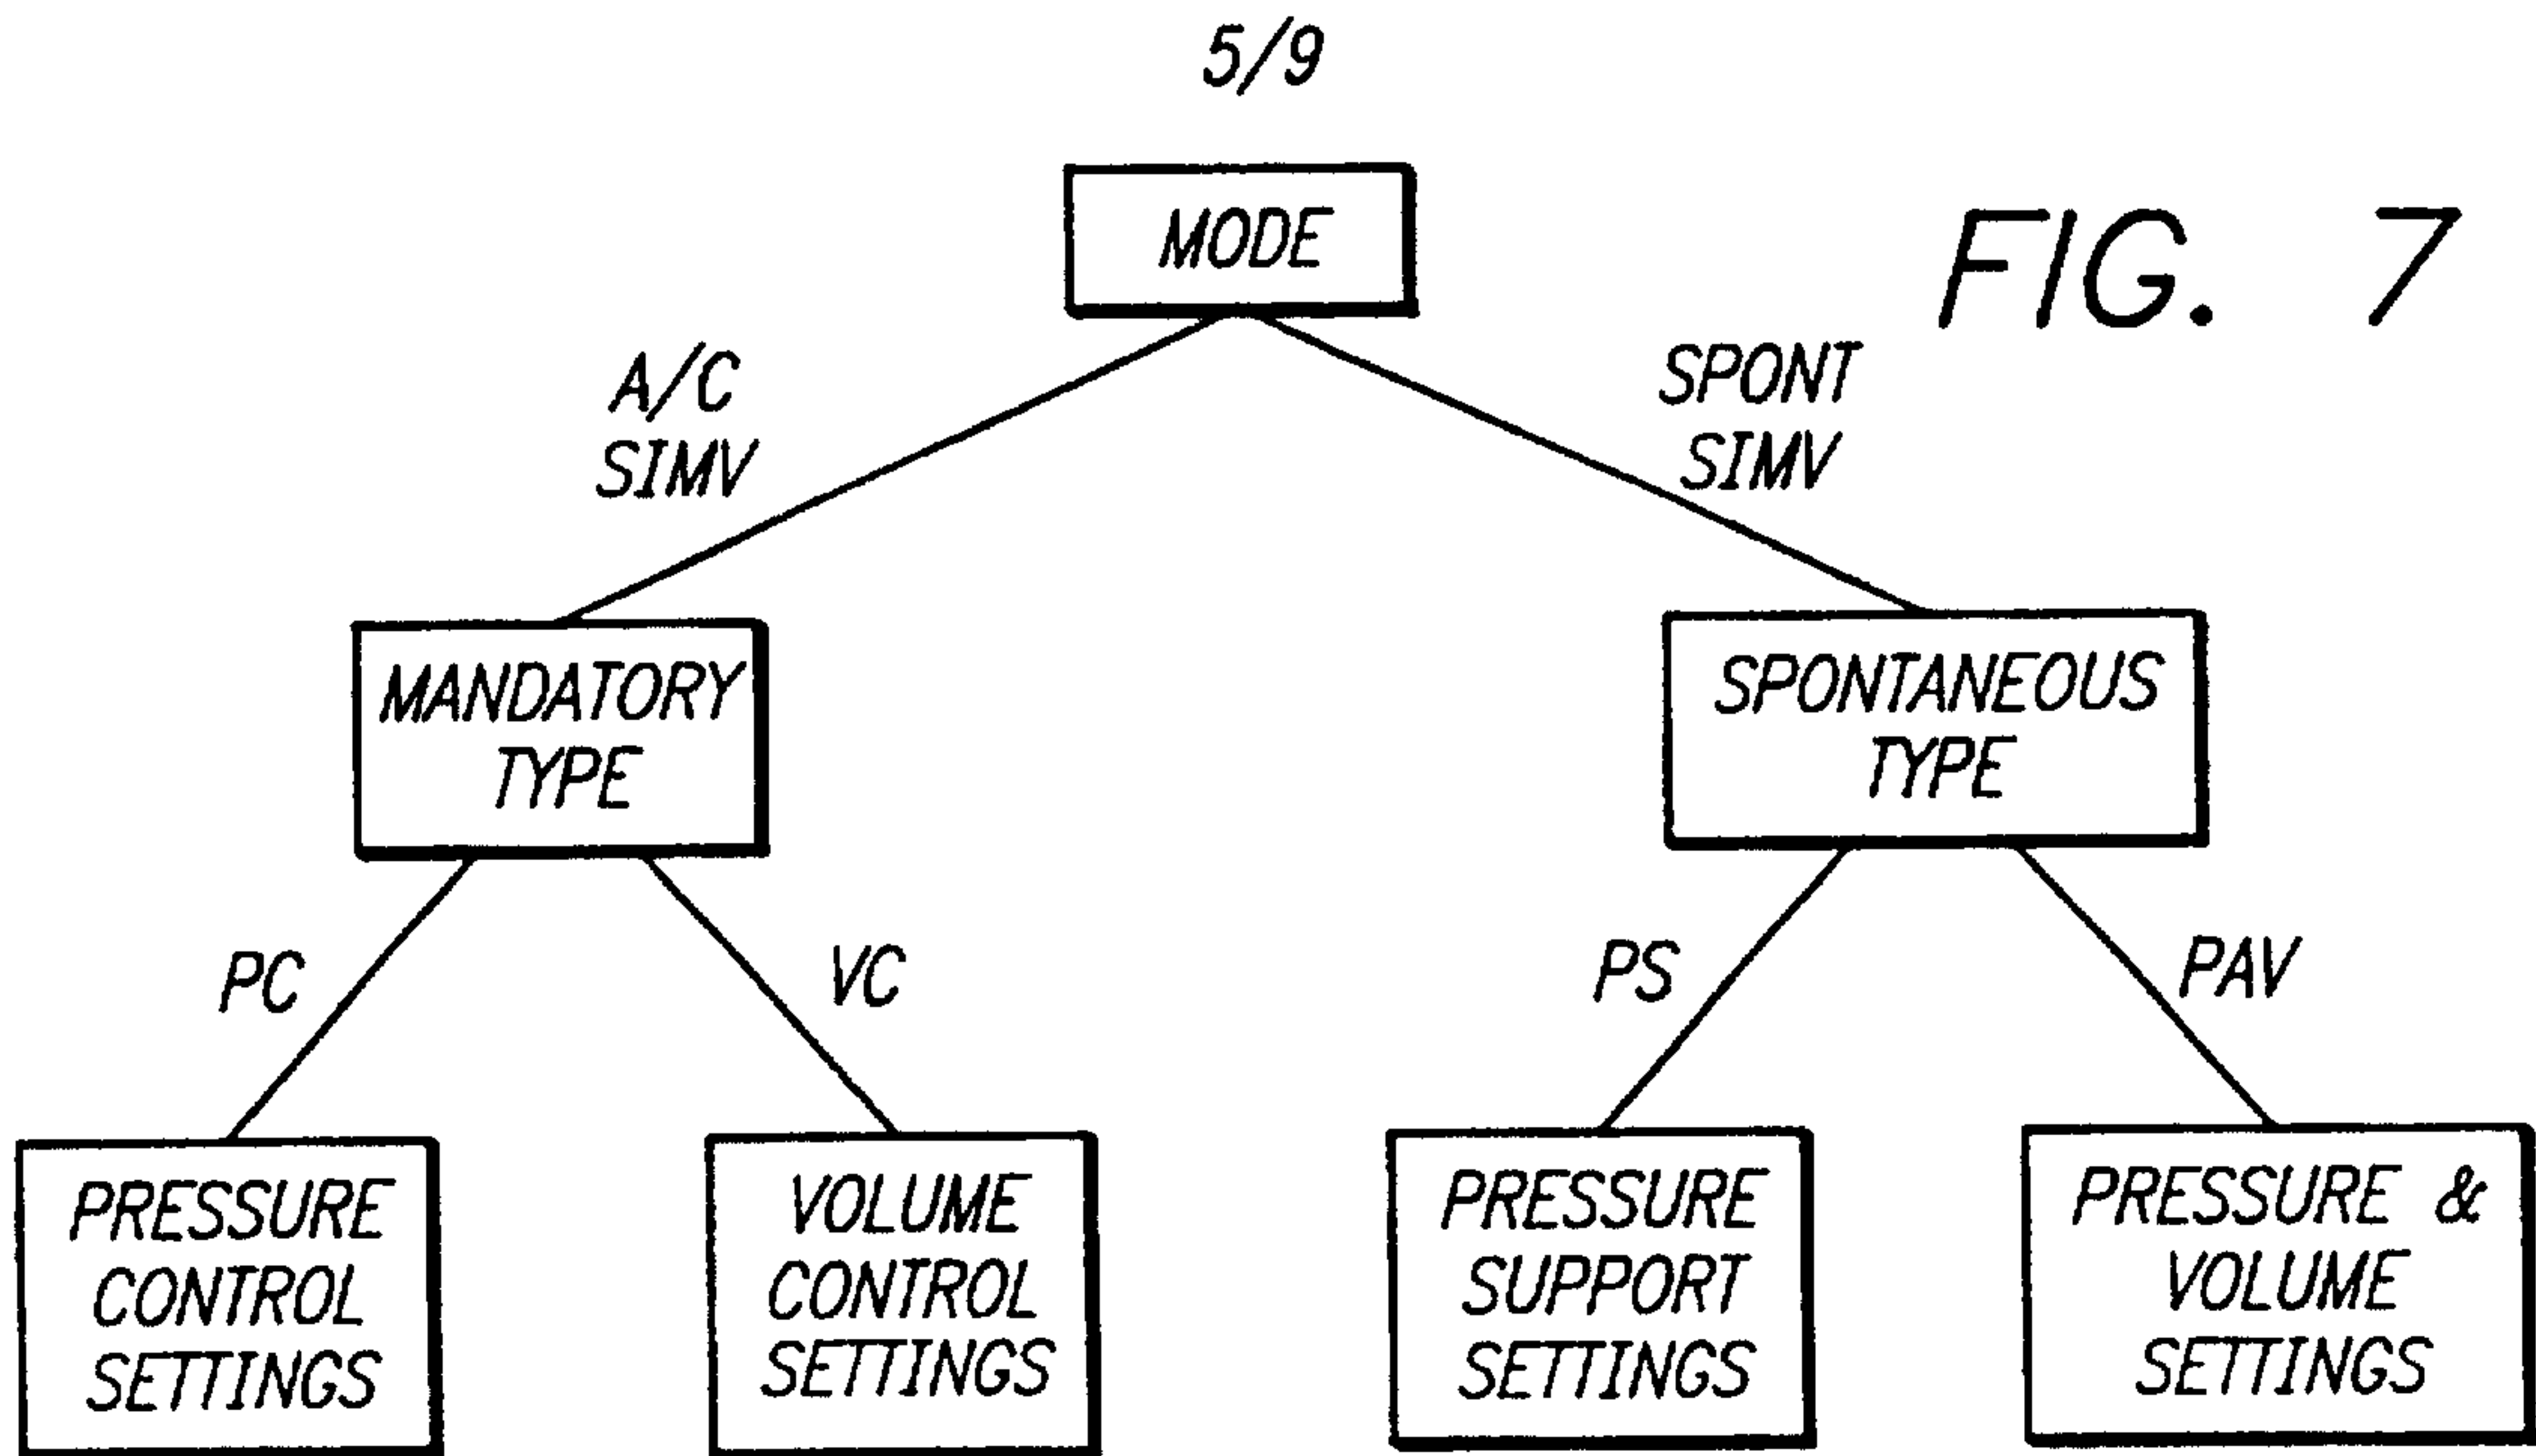 5/9
MODE
FIG. 7
A/C
SIMV
SPONT
SIMV
MANDATORY
TYPE
SPONTANEOUS
TYPE
PC
VC
PS
PAV
PRESSURE
CONTROL
SETTINGS
VOLUME
CONTROL
SETTINGS
PRESSURE
SUPPORT
SETTINGS
PRESSURE &
VOLUME
SETTINGS